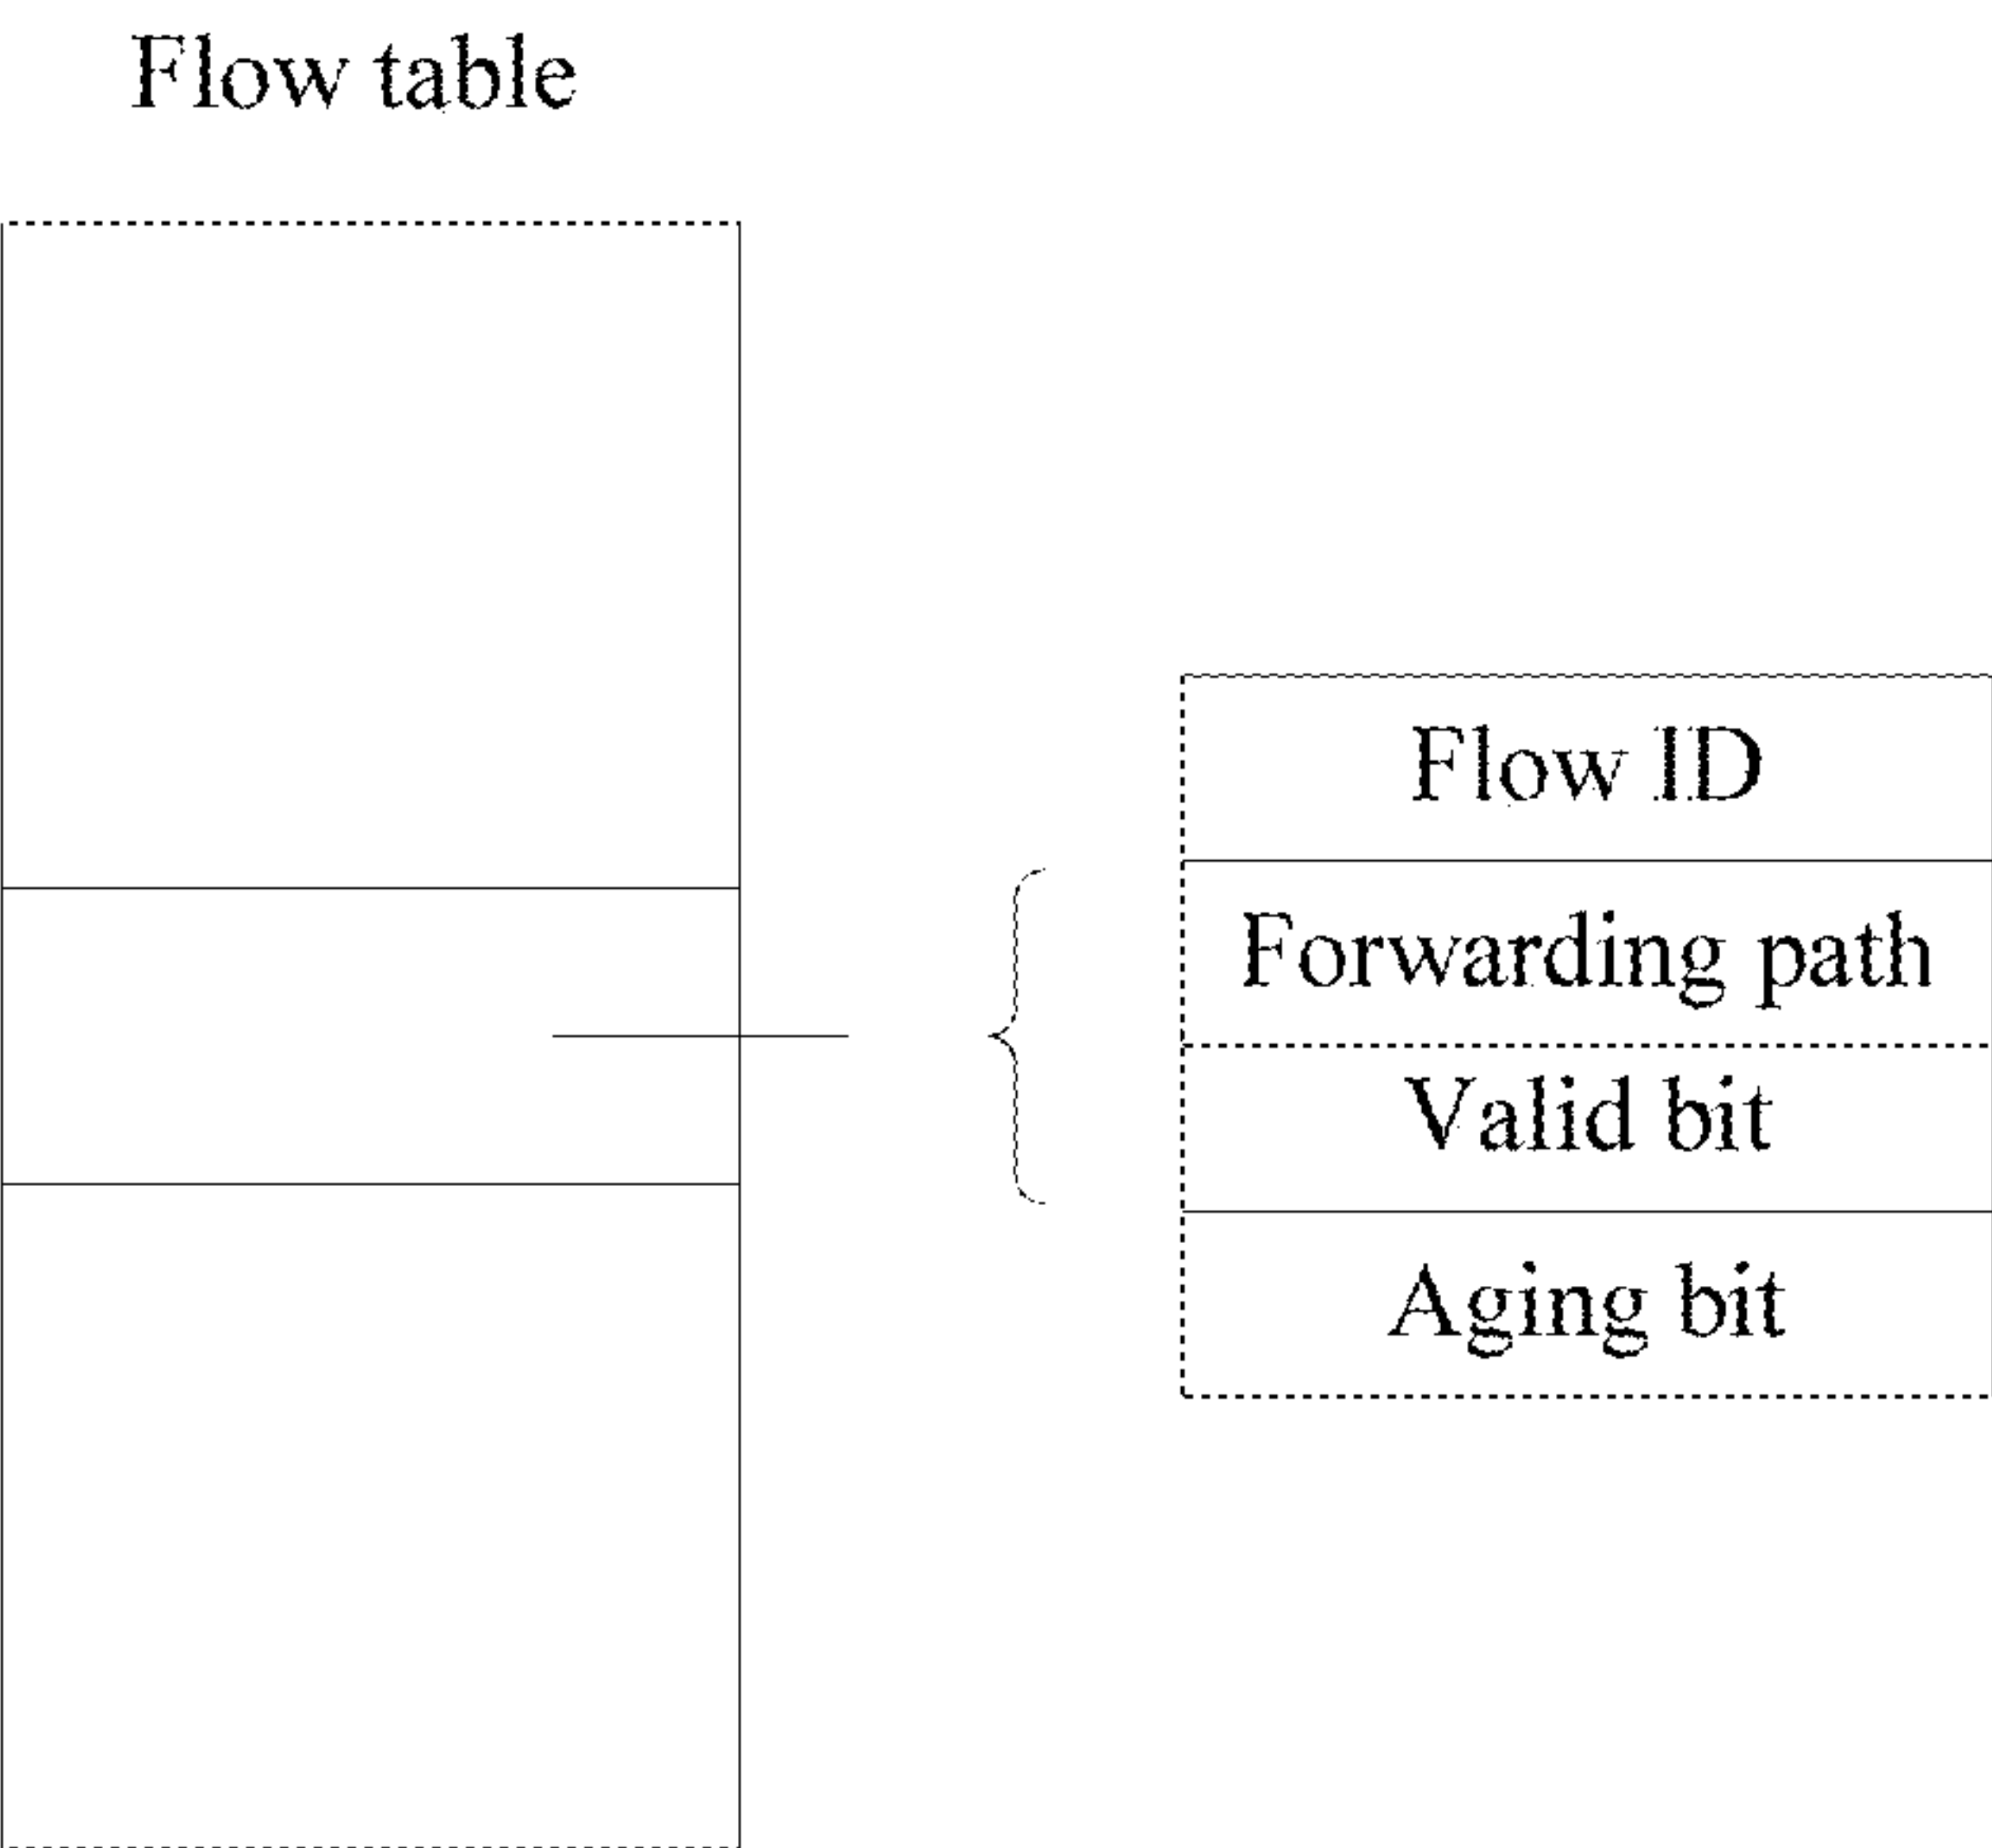 Flow table
Flow ID
Forwarding path
Valid bit
Aging bit